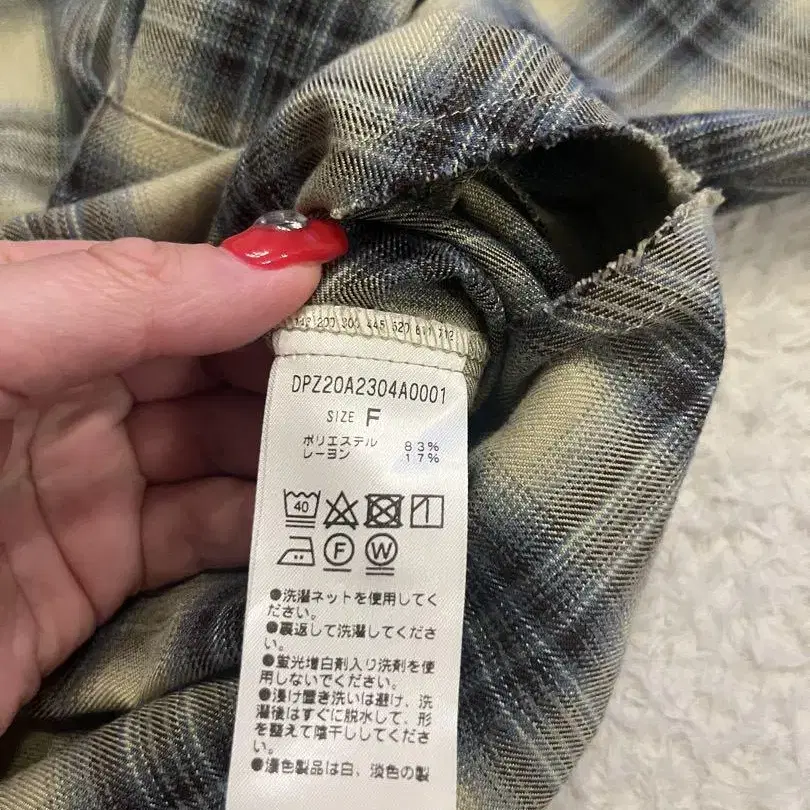 DPZ20A2304A0001
SIZE F
ポリエステル 83%
レーヨン 17%
40
F
W
●洗濯ネットを使用してく
ださい。
●裏返して洗濯してくださ
い。
●蛍光増白剤入り洗剤を使
用しないでください。
●浸け置き洗いは避け、洗
濯後はすぐに脱水して、形
を整えて陰干ししてくださ
い。
●濃色製品は白、淡色の製